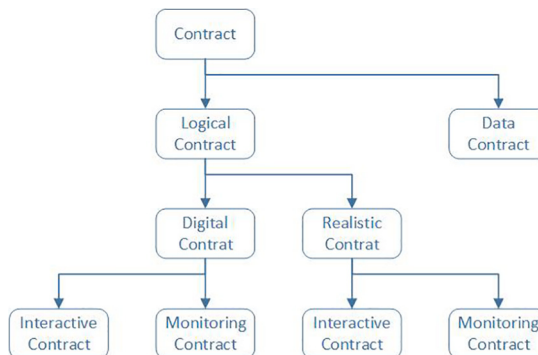 Contract
Logical
Contract
Data
Contract
Digital
Contrat
Realistic
Contrat
Interactive
Contract
Monitoring
Contract
Interactive
Contract
Monitoring
Contract